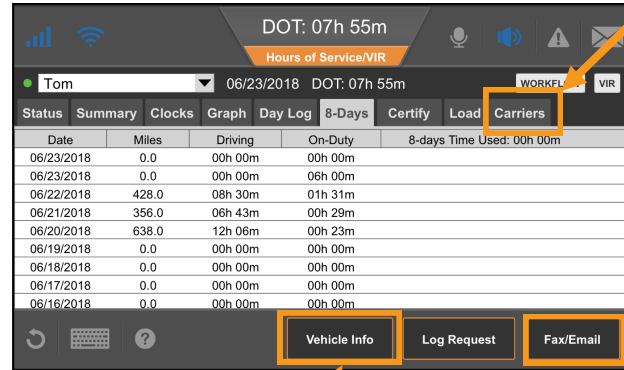 DOT: 07h 55m
Hours of Service/VIR
Tom 06/23/2018 DOT: 07h 55m VIR
Status Summary Clocks Graph Day Log 8-Days Certify Load Carriers
Date Miles Driving On-Duty 8-days Time Used: 00h 00m
06/23/2018 0.0 00h 00m 00h 00m
06/23/2018 0.0 00h 00m 06h 00m
06/22/2018 428.0 08h 30m 01h 31m
06/21/2018 356.0 06h 43m 00h 29m
06/20/2018 638.0 12h 06m 00h 23m
06/19/2018 0.0 00h 00m 00h 00m
06/18/2018 0.0 00h 00m 00h 00m
06/17/2018 0.0 00h 00m 00h 00m
06/16/2018 0.0 00h 00m 00h 00m
Vehicle Info Log Request Fax/Email